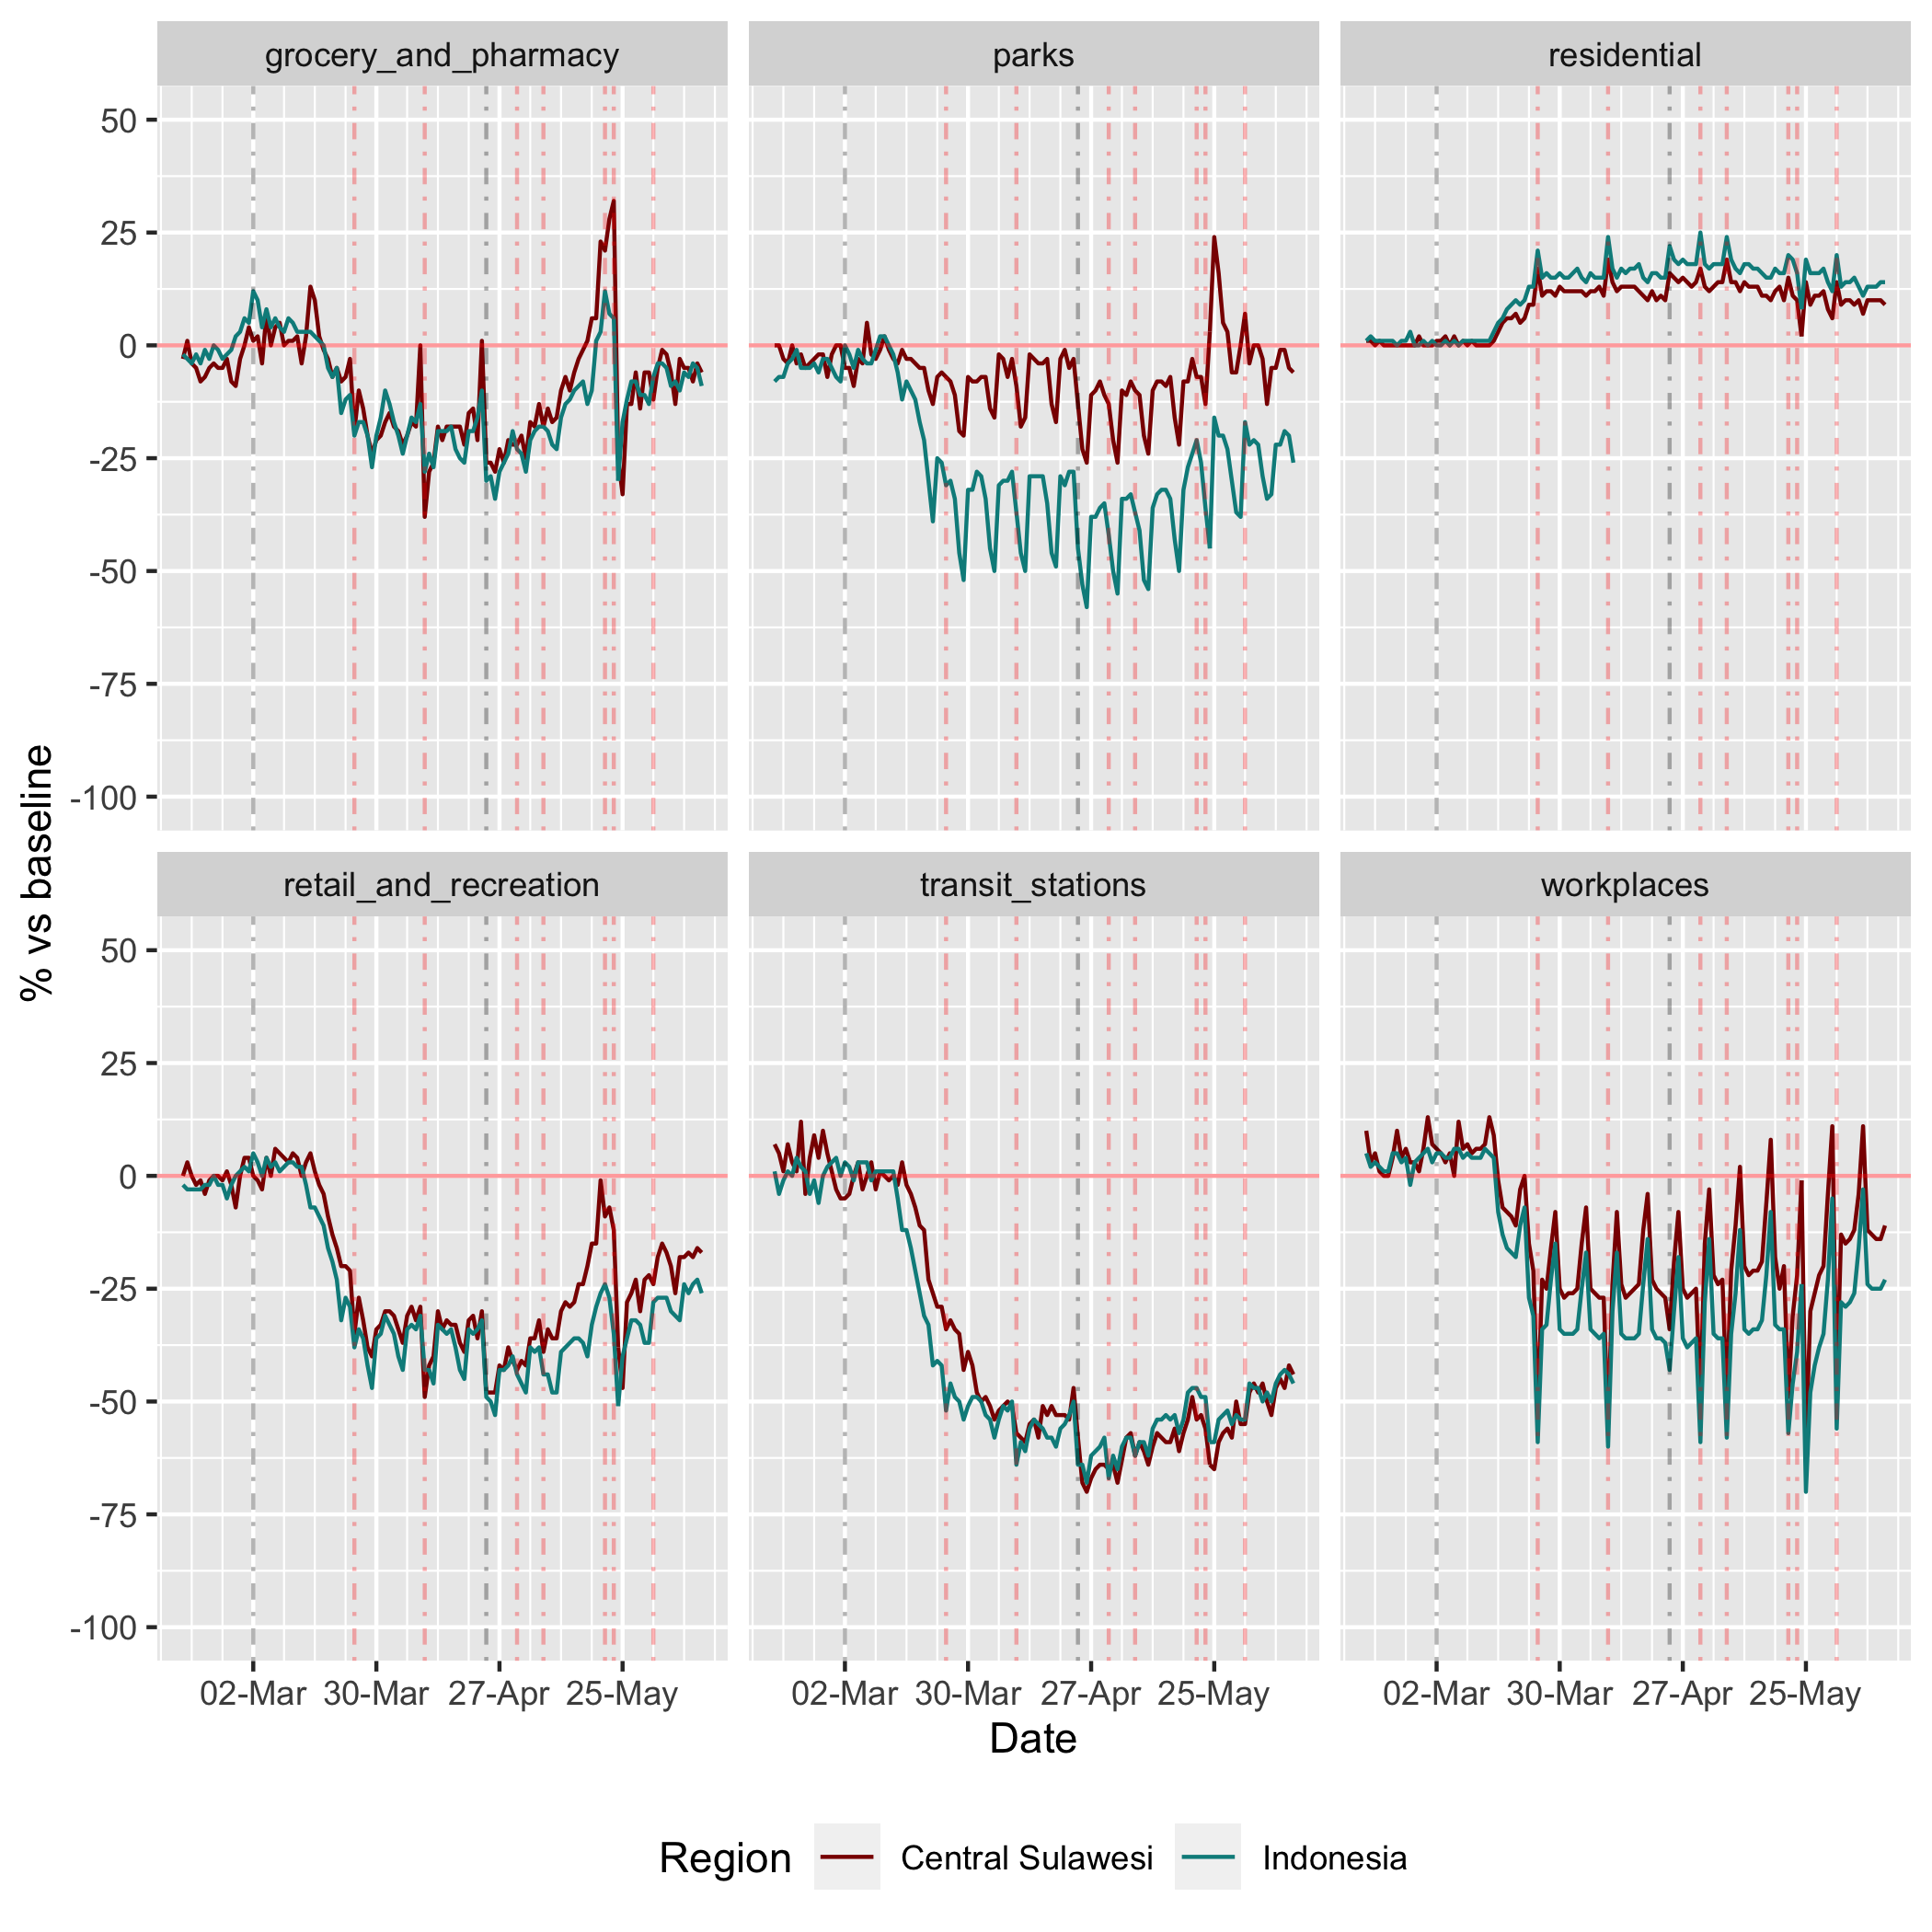 grocery_and_pharmacy parks residential
50
25
0
-25
-50
-75
-100
% vs baseline
retail_and_recreation transit_stations workplaces
50
25
0
-25
-50
-75
-100
02-Mar 30-Mar 27-Apr 25-May 02-Mar 30-Mar 27-Apr 25-May 02-Mar 30-Mar 27-Apr 25-May
Date
Region Central Sulawesi Indonesia